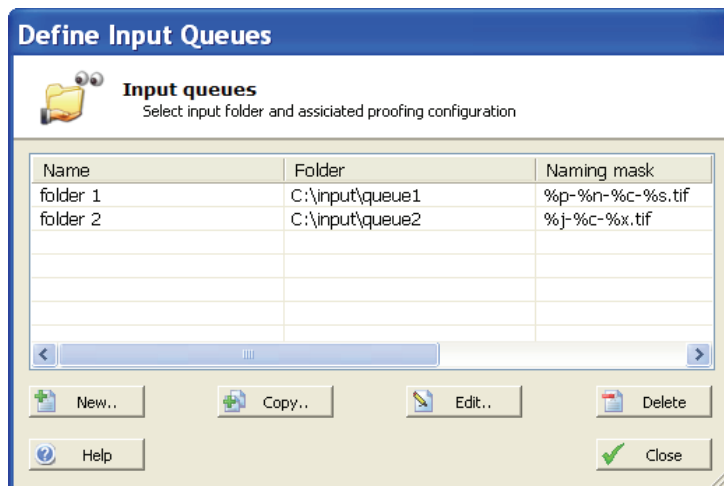 Define Input Queues
Input queues
Select input folder and assiciated proofing configuration
Name Folder Naming mask
folder 1 C:\input\queue1 %p-%n-%c-%s.tif
folder 2 C:\input\queue2 %j-%c-%x.tif
New.. Copy.. Edit.. Delete
Help Close